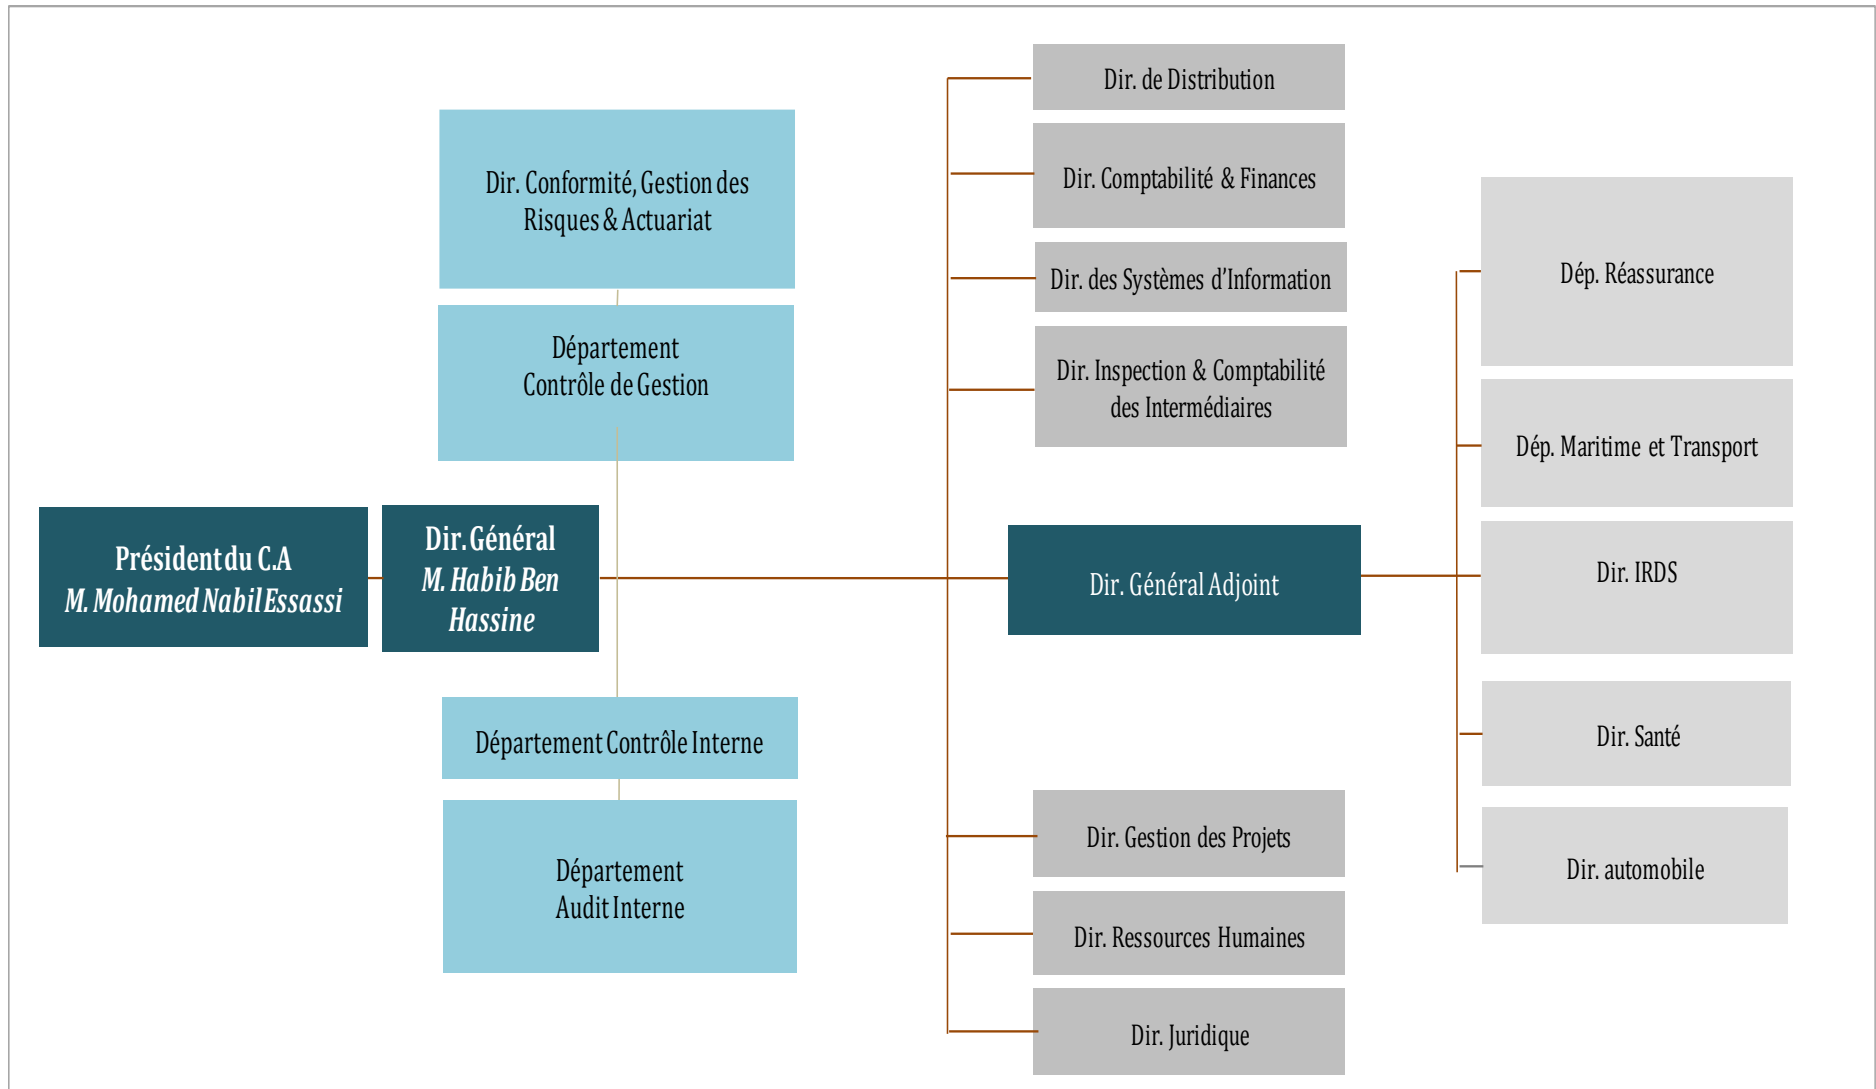 Dir. Conformité, Gestion des
Risques & Actuariat
Département
Contrôle de Gestion
Président du C.A
M. Mohamed Nabil Essassi
Dir. Général
M. Habib Ben
Hassine
Département Contrôle Interne
Département
Audit Interne
Dir. de Distribution
Dir. Comptabilité & Finances
Dir. des Systèmes d’Information
Dir. Inspection & Comptabilité
des Intermédiaires
Dir. Général Adjoint
Dir. Gestion des Projets
Dir. Ressources Humaines
Dir. Juridique
Dép. Réassurance
Dép. Maritime et Transport
Dir. IRDS
Dir. Santé
Dir. automobile